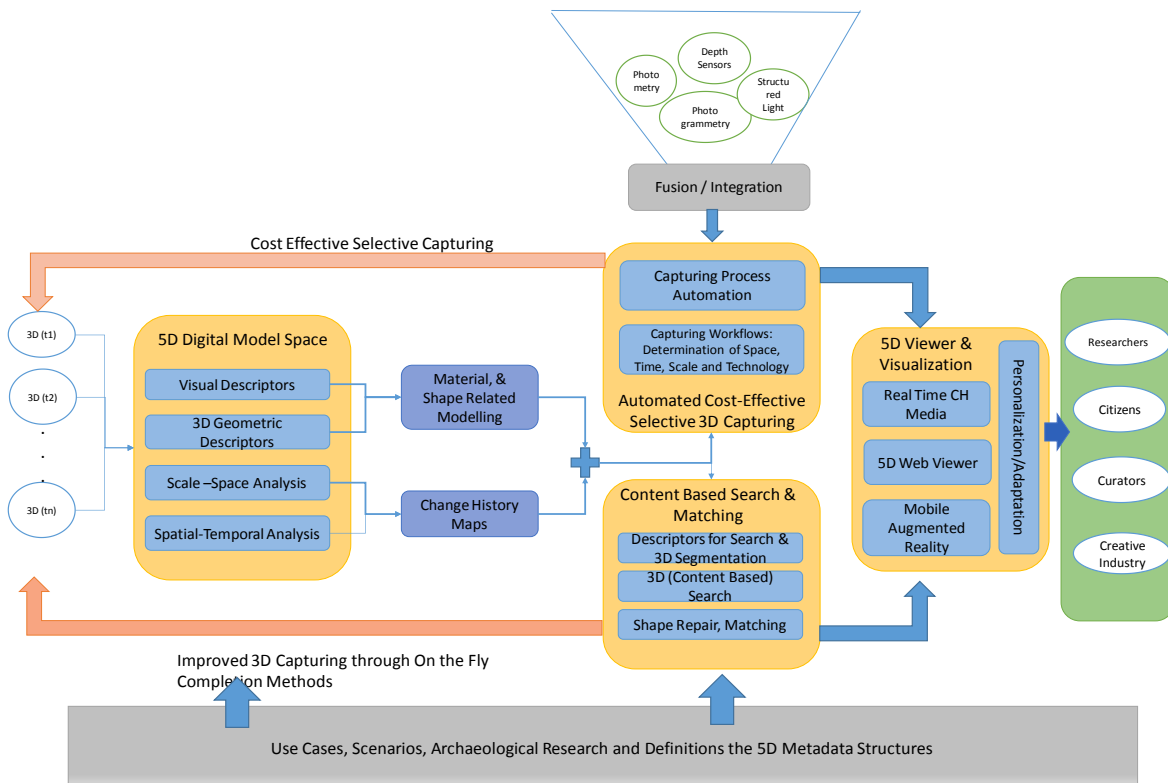 Depth
Sensors
Photo
metry
Structu
red
Light
Photo
grammetry
Fusion / Integration
Cost Effective Selective Capturing
Capturing Process
Automation
Capturing Workflows:
Determination of Space,
Time, Scale and Technology
Automated Cost-Effective
Selective 3D Capturing
3D (t1)
3D (t2)
.
.
.
3D (tn)
5D Digital Model Space
Visual Descriptors
3D Geometric
Descriptors
Scale –Space Analysis
Spatial-Temporal Analysis
Material, &
Shape Related
Modelling
Change History
Maps
Content Based Search &
Matching
Descriptors for Search &
3D Segmentation
3D (Content Based)
Search
Shape Repair, Matching
5D Viewer &
Visualization
Real Time CH
Media
5D Web Viewer
Mobile
Augmented
Reality
Personalization/Adaptation
Researchers
Citizens
Curators
Creative
Industry
Improved 3D Capturing through On the Fly
Completion Methods
Use Cases, Scenarios, Archaeological Research and Definitions the 5D Metadata Structures